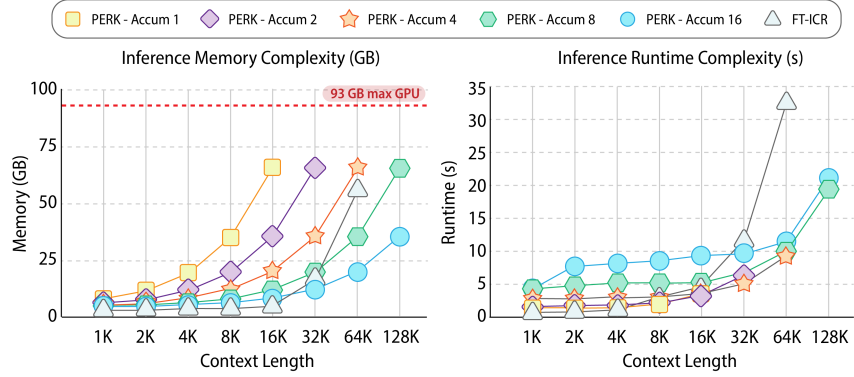 PERK - Accum 1 PERK - Accum 2 PERK - Accum 4 PERK - Accum 8 PERK - Accum 16 FT-ICR
Inference Memory Complexity (GB)
93 GB max GPU
100
75
50
25
0
Memory (GB)
1K 2K 4K 8K 16K 32K 64K 128K
Context Length
Inference Runtime Complexity (s)
35
30
25
20
15
10
5
0
Runtime (s)
1K 2K 4K 8K 16K 32K 64K 128K
Context Length